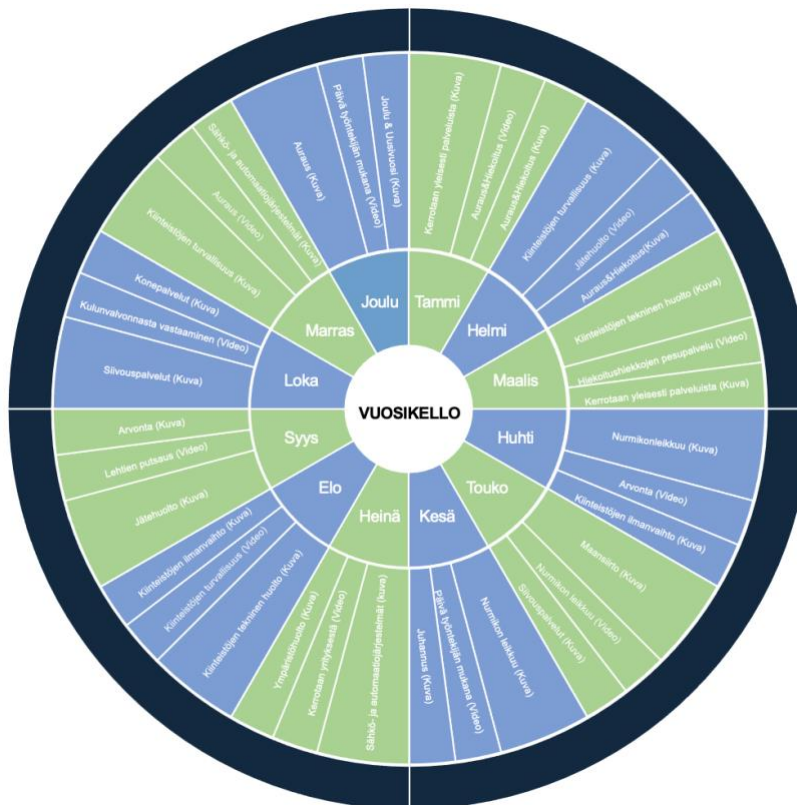 VUOSIKELLO
Tammi
Kerrotaan yleisesti palveluista (Kuva)
Auraus&Hiekoitus (Video)
Auraus&Hiekoitus (Kuva)
Helmi
Kiinteistöjen turvallisuus (Kuva)
Jätehuolto (Video)
Auraus&Hiekoitus(Kuva)
Maalis
Kiinteistöjen tekninen huolto (Kuva)
Hiekoitushiekkojen pesupalvelu (Video)
Kerrotaan yleisesti palveluista (Kuva)
Huhti
Nurmikonleikkuu (Kuva)
Arvonta (Video)
Kiinteistöjen ilmanvaihto (Kuva)
Touko
Maansiirto (Kuva)
Nurmikon leikkuu (Video)
Siivouspalvelut (Kuva)
Kesä
Nurmikon leikkuu (Kuva)
Päivä työntekijän mukana (Video)
Juhannus (Kuva)
Heinä
Sähkö- ja automaatiojärjestelmät (kuva)
Kerrotaan yrityksestä (Video)
Ympäristöhuolto (Kuva)
Elo
Kiinteistöjen tekninen huolto (Kuva)
Kiinteistöjen turvallisuus (Video)
Kiinteistöjen ilmanvaihto (Kuva)
Syys
Jätehuolto (Kuva)
Lehtien putsaus (Video)
Arvonta (Kuva)
Loka
Siivouspalvelut (Kuva)
Kulunvalvonnasta vastaaminen (Video)
Konepalvelut (Kuva)
Marras
Kiinteistöjen turvallisuus (Kuva)
Auraus (Video)
Sähkö- ja automaatiojärjestelmät (Kuva)
Joulu
Auraus (Kuva)
Päivä työntekijän mukana (Video)
Joulu & Uusivuosi (Kuva)